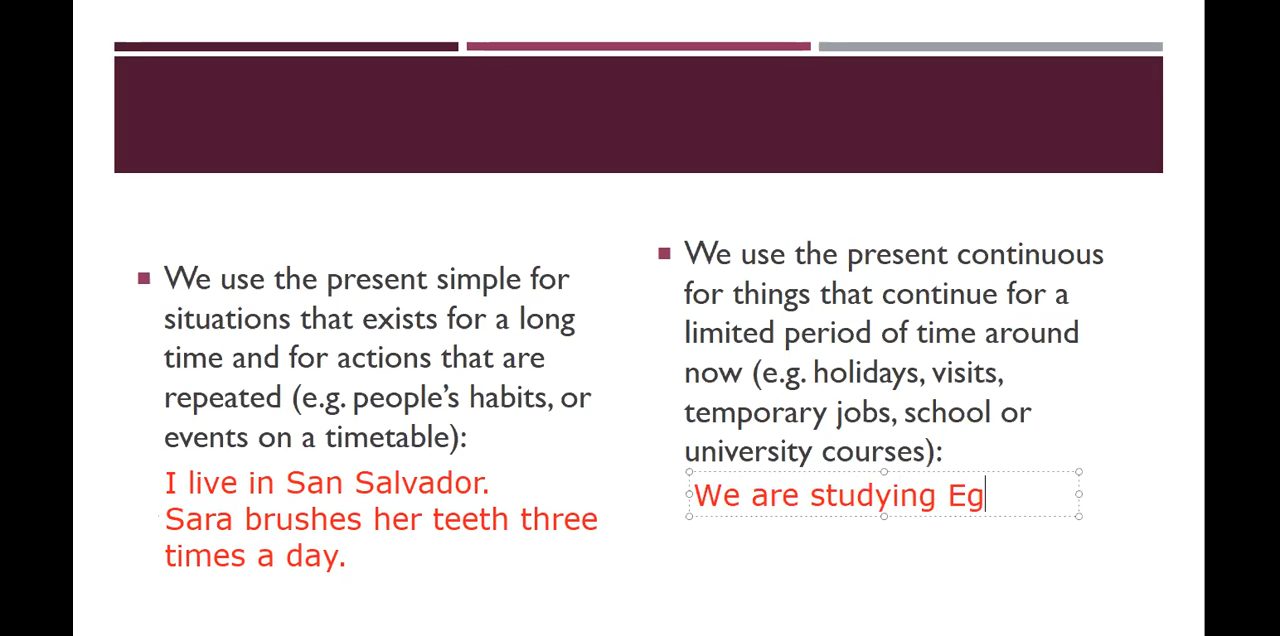 We use the present simple for
situations that exists for a long
time and for actions that are
repeated (e.g. people's habits, or
events on a timetable):
I live in San Salvador.
Sara brushes her teeth three
times a day.
We use the present continuous
for things that continue for a
limited period of time around
now (e.g. holidays, visits,
temporary jobs, school or
university courses):
We are studying Eg